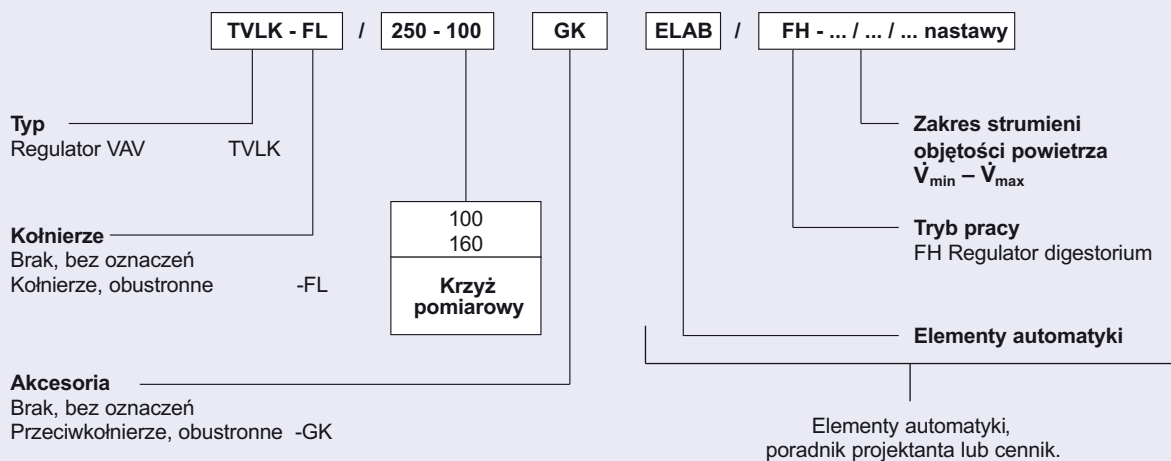 TVLK - FL / 250 - 100 GK ELAB / FH - ... / ... / ... nastawy
Typ
Regulator VAV TVLK
Kołnierze
Brak, bez oznaczeń
Kołnierze, obustronne -FL
Akcesoria
Brak, bez oznaczeń
Przeciwkołnierze, obustronne -GK
100
160
Krzyż
pomiarowy
Zakres strumieni
objętości powietrza
V̇min – V̇max
Tryb pracy
FH Regulator digestorium
Elementy automatyki
Elementy automatyki,
poradnik projektanta lub cennik.